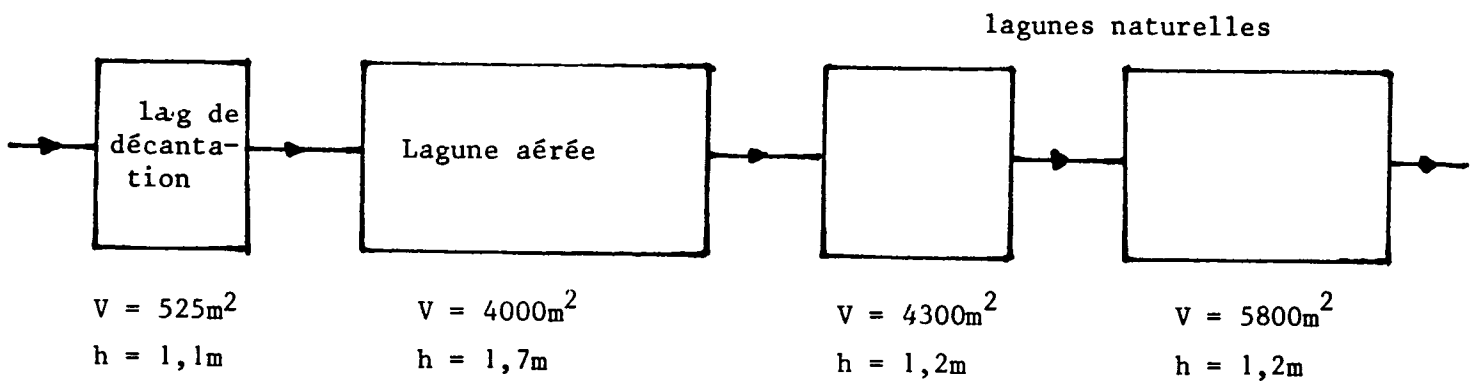 lagunes naturelles
lag de
décanta-
tion
Lagune aérée
V = 525m²
h = 1,1m
V = 4000m²
h = 1,7m
V = 4300m²
h = 1,2m
V = 5800m²
h = 1,2m